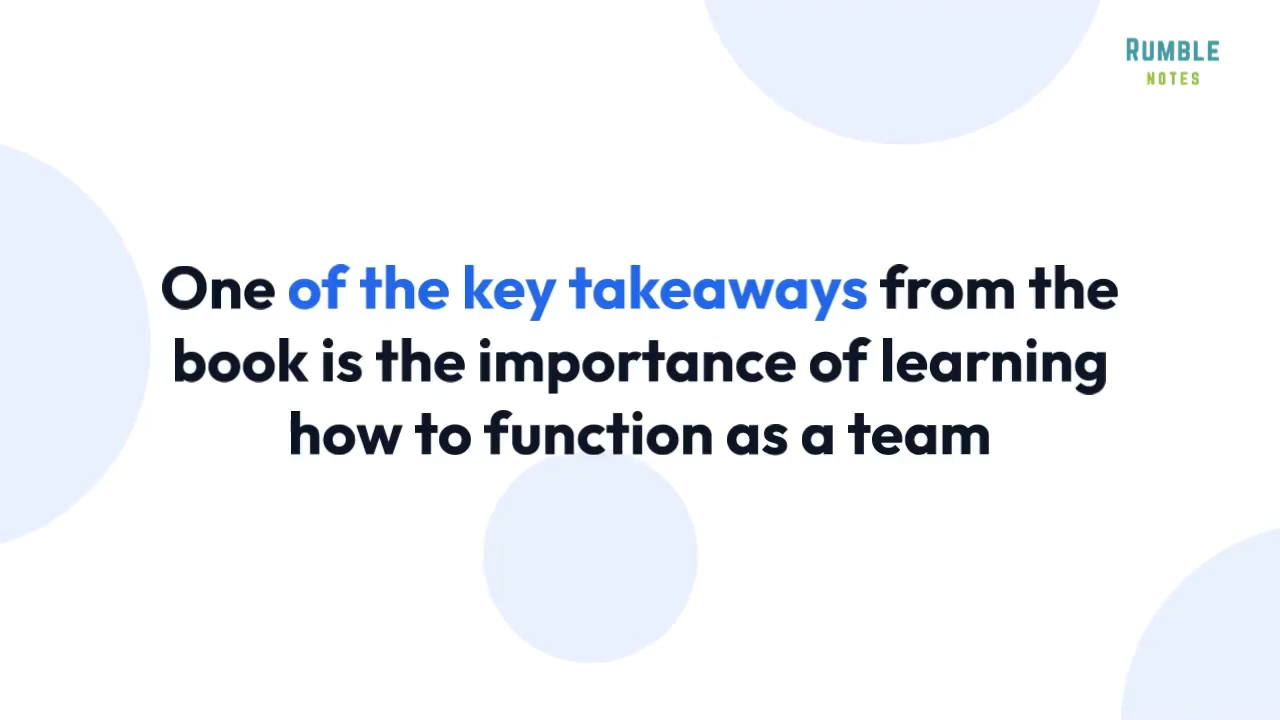 RUMBLE
NOTES
One of the key takeaways from the
book is the importance of learning
how to function as a team